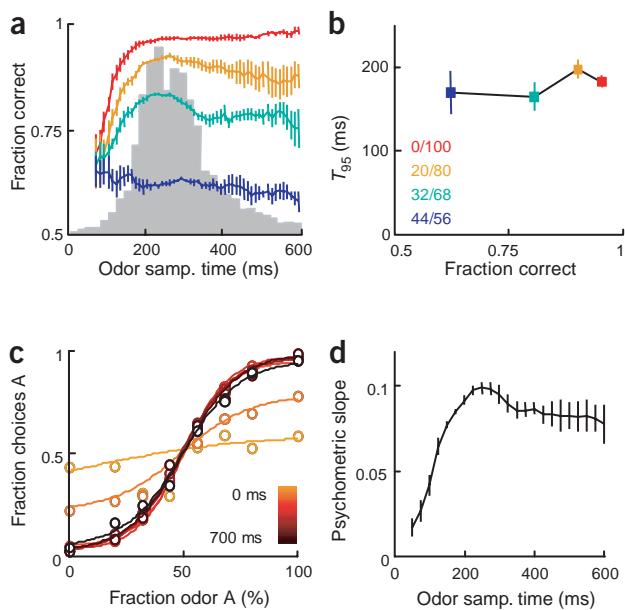 a
Fraction correct
1
0.75
0.5
0
200
400
600
Odor samp. time (ms)
b
T95 (ms)
200
100
0
0/100
20/80
32/68
44/56
0.5
0.75
1
Fraction correct
c
Fraction choices A
1
0.5
0
0 ms
700 ms
0
50
100
Fraction odor A (%)
d
Psychometric slope
0.1
0.05
0
0
200
400
600
Odor samp. time (ms)